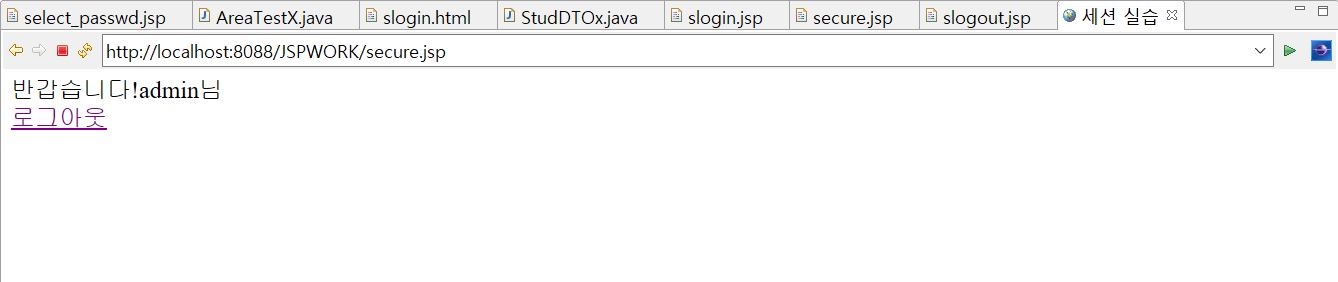 select_passwd.jsp AreaTestX.java slogin.html StudDTOx.java slogin.jsp secure.jsp slogout.jsp 세션 실습
http://localhost:8088/JSPWORK/secure.jsp
반갑습니다!admin님
로그아웃